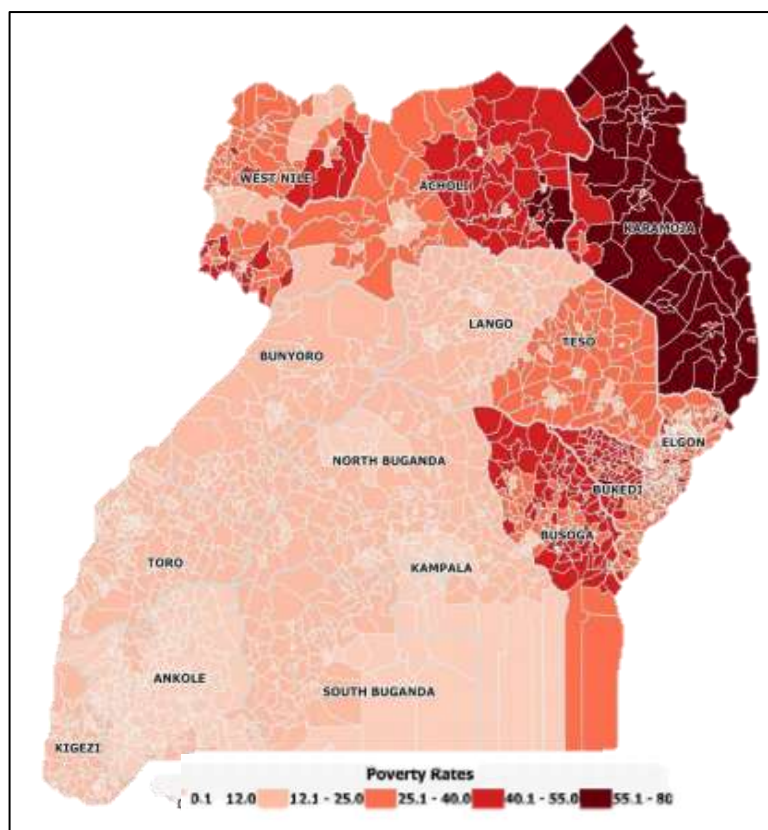 WEST NILE
ACHOLI
KARAMOJA
LANGO
TESO
BUNYORO
ELGON
NORTH BUGANDA
BUKEDI
BUSOGA
TORO
KAMPALA
ANKOLE
SOUTH BUGANDA
KIGEZI
Poverty Rates
0.1 12.0 12.1 - 25.0 25.1 - 40.0 40.1 - 55.0 55.1 - 80